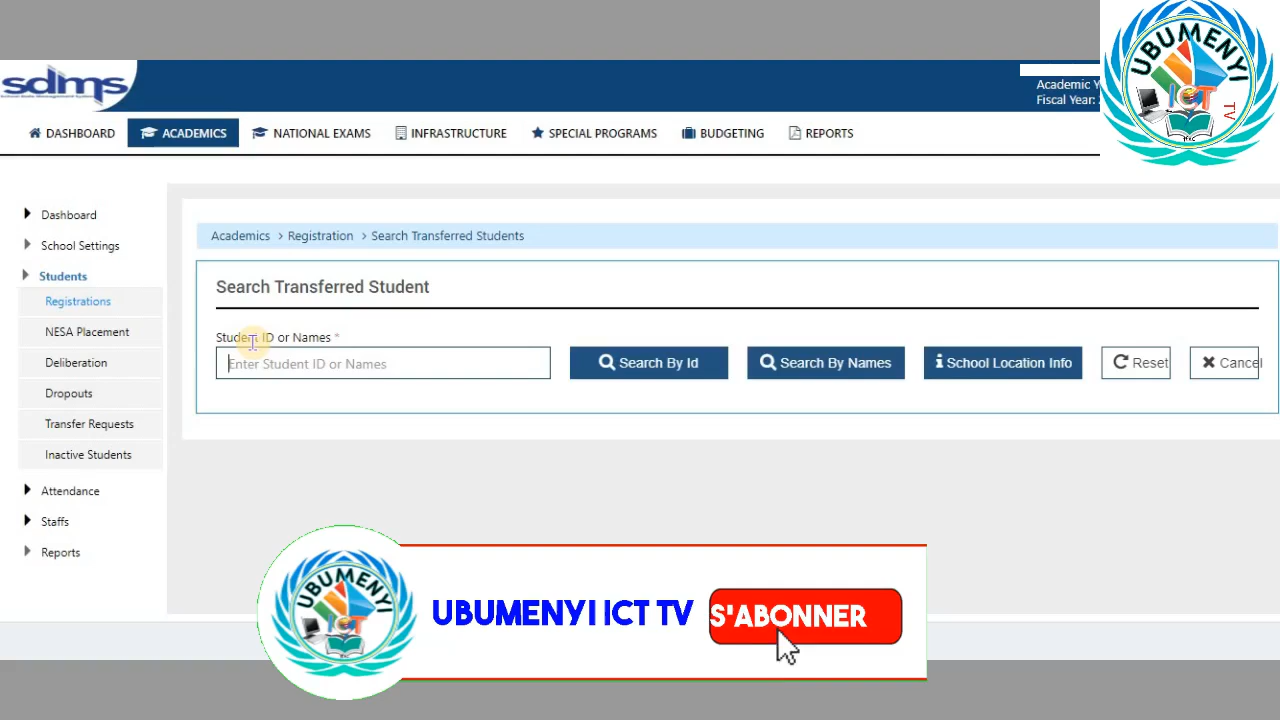 sdms
Academic Y
Fiscal Year:
UBUMENYI
ICT
TV
DASHBOARD
ACADEMICS
NATIONAL EXAMS
INFRASTRUCTURE
SPECIAL PROGRAMS
BUDGETING
REPORTS
Dashboard
School Settings
Students
Registrations
NESA Placement
Deliberation
Dropouts
Transfer Requests
Inactive Students
Attendance
Staffs
Reports
Academics > Registration > Search Transferred Students
Search Transferred Student
Student ID or Names *
Enter Student ID or Names
Search By Id
Search By Names
School Location Info
Reset
Cancel
UBUMENYI
ICT
UBUMENYI ICT TV
S'ABONNER